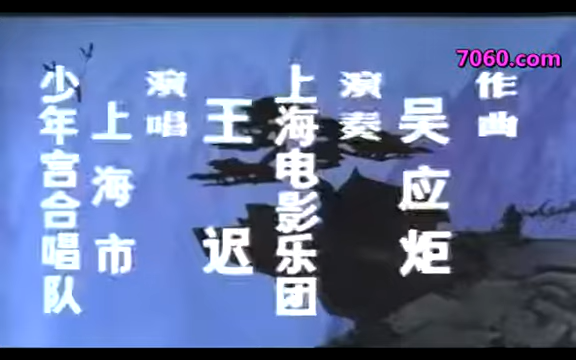 7060.com
作曲
吴应炬
演奏
上海电影乐团
王迟
演唱
上海市
少年宫合唱队